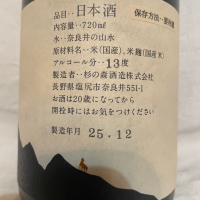 品目‥日本酒
保存方法‥要冷蔵
内容量‥720㎖
水‥奈良井の山水
原材料名‥米(国産)、米麹(国産米)
アルコール分‥13度
製造者‥杉の森酒造株式会社
長野県塩尻市奈良井551-1
お酒は20歳になってから
開栓時にはお気をつけください
製造年月 25.12